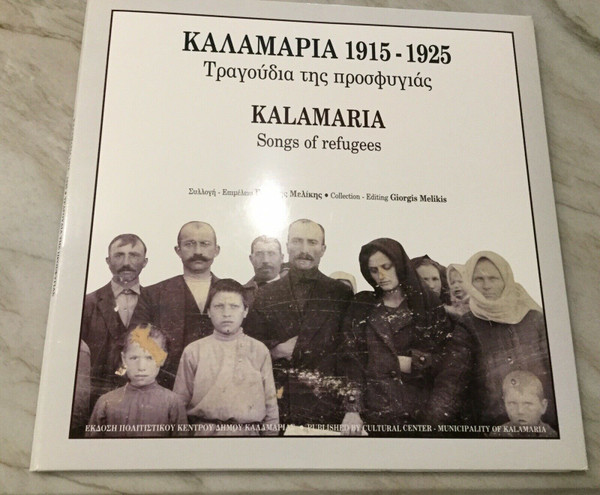 ΚΑΛΑΜΑΡΙΑ 1915 - 1925
Τραγούδια της προσφυγιάς
KALAMARIA
Songs of refugees
Συλλογή - Επιμέλεια Μελίκης • Collection - Editing Giorgis Melikis
ΕΚΔΟΣΗ ΠΟΛΙΤΙΣΤΙΚΟΥ ΚΕΝΤΡΟΥ ΔΗΜΟΥ ΚΑΛΑΜΑΡΙΑΣ • PUBLISHED BY CULTURAL CENTER - MUNICIPALITY OF KALAMARIA